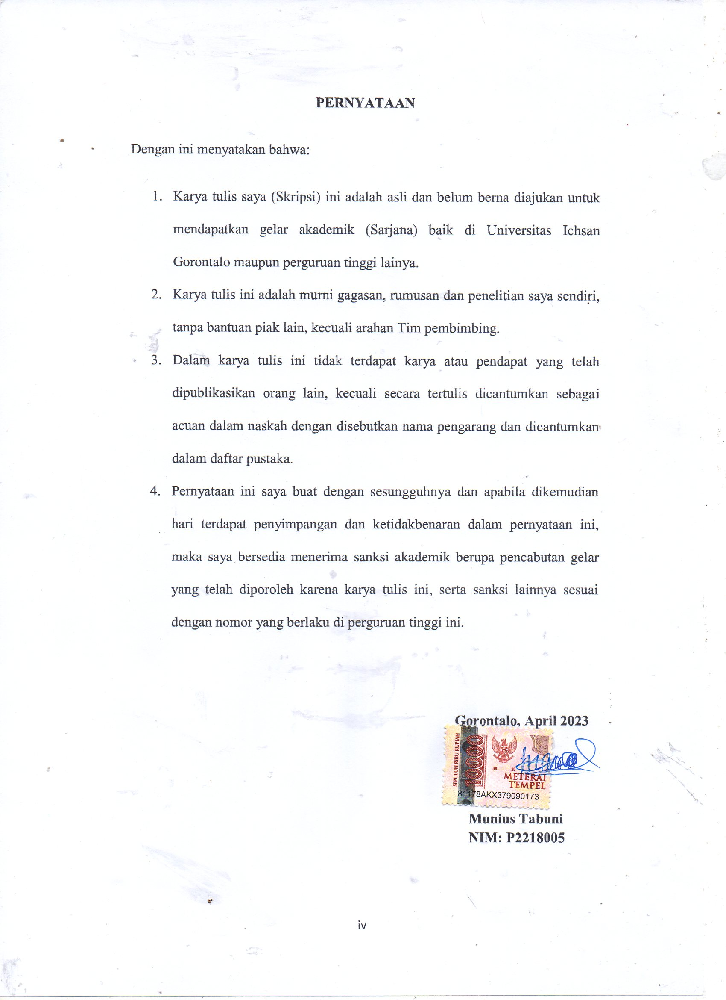 PERNYATAAN
Dengan ini menyatakan bahwa:
1. Karya tulis saya (Skripsi) ini adalah asli dan belum berna diajukan untuk
mendapatkan gelar akademik (Sarjana) baik di Universitas Ichsan
Gorontalo maupun perguruan tinggi lainya.
2. Karya tulis ini adalah murni gagasan, rumusan dan penelitian saya sendiri,
tanpa bantuan piak lain, kecuali arahan Tim pembimbing.
3. Dalam karya tulis ini tidak terdapat karya atau pendapat yang telah
dipublikasikan orang lain, kecuali secara tertulis dicantumkan sebagai
acuan dalam naskah dengan disebutkan nama pengarang dan dicantumkan
dalam daftar pustaka.
4. Pernyataan ini saya buat dengan sesungguhnya dan apabila dikemudian
hari terdapat penyimpangan dan ketidakbenaran dalam pernyataan ini,
maka saya bersedia menerima sanksi akademik berupa pencabutan gelar
yang telah diporoleh karena karya tulis ini, serta sanksi lainnya sesuai
dengan nomor yang berlaku di perguruan tinggi ini.
Gorontalo, April 2023
SEPULUH RIBU RUPIAH
10000
TGL. 20
METERAI
TEMPEL
81178AKX379090173
Munius Tabuni
NIM: P2218005
iv